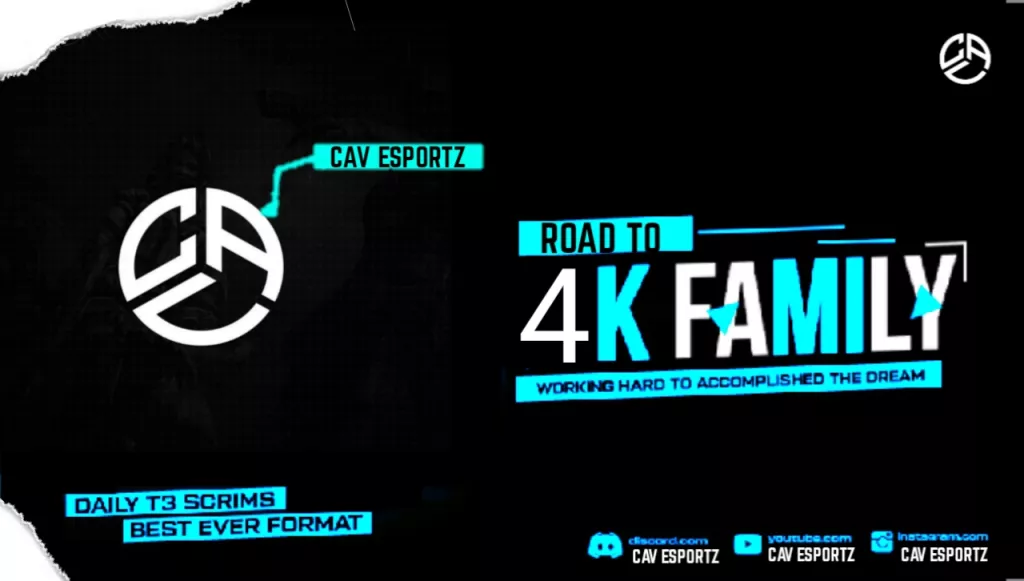 CAV ESPORTZ
ROAD TO
4K FAMILY
WORKING HARD TO ACCOMPLISHED THE DREAM
DAILY T3 SCRIMS
BEST EVER FORMAT
discord.com
CAV ESPORTZ
youtube.com
CAV ESPORTZ
instagram.com
CAV ESPORTZ